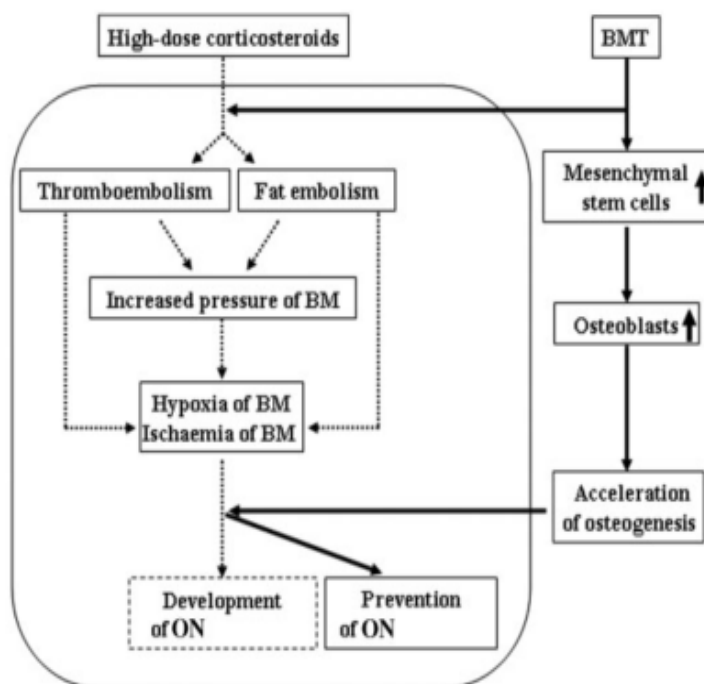 High-dose corticosteroids
BMT
Thromboembolism
Fat embolism
Mesenchymal
stem cells
Increased pressure of BM
Osteoblasts
Hypoxia of BM
Ischaemia of BM
Acceleration
of osteogenesis
Development
of ON
Prevention
of ON